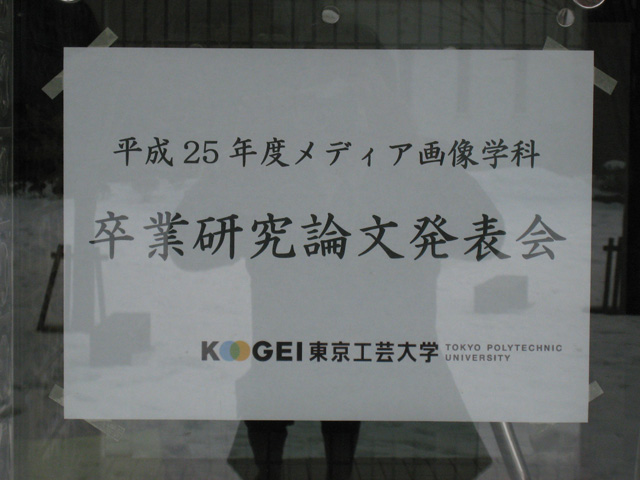 平成25年度メディア画像学科
卒業研究論文発表会
KOGEI 東京工芸大学 TOKYO POLYTECHNIC UNIVERSITY